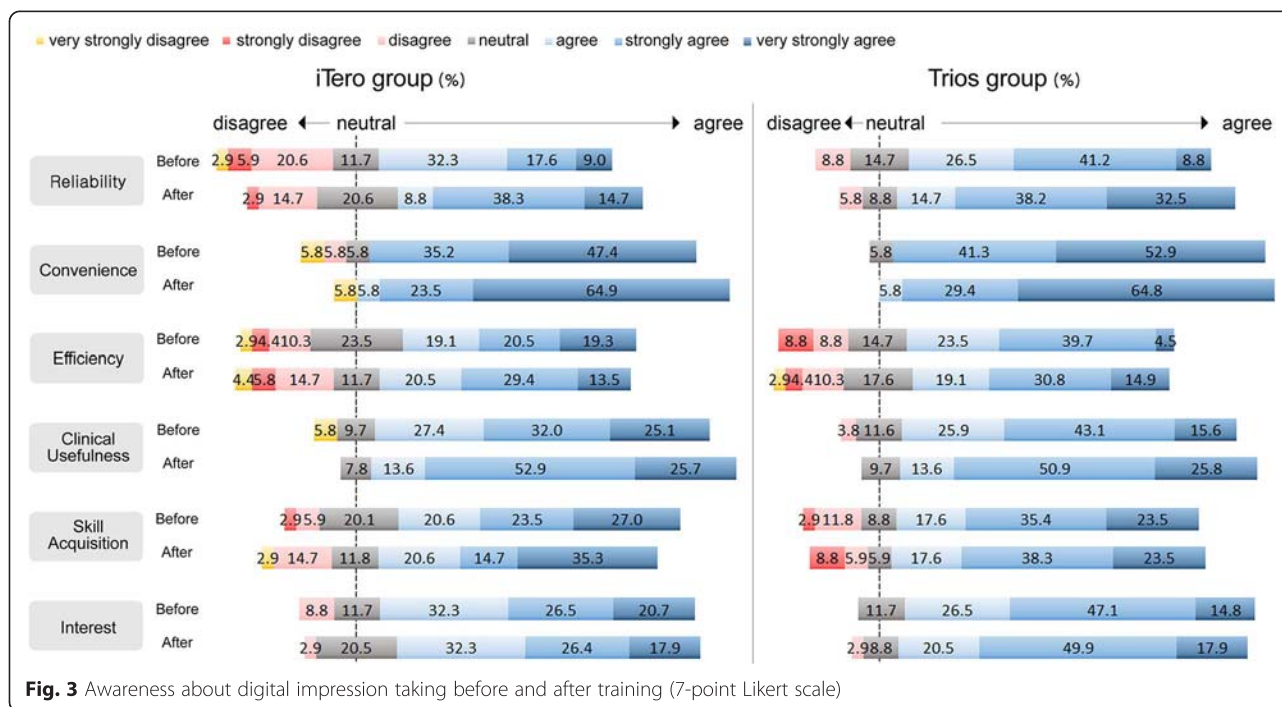 very strongly disagree strongly disagree disagree neutral agree strongly agree very strongly agree
iTero group (%) Trios group (%)
disagree neutral agree disagree neutral agree
Reliability
Before 2.9 5.9 20.6 11.7 32.3 17.6 9.0 8.8 14.7 26.5 41.2 8.8
After 2.9 14.7 20.6 8.8 38.3 14.7 5.8 8.8 14.7 38.2 32.5
Convenience
Before 5.8 5.8 5.8 35.2 47.4 5.8 41.3 52.9
After 5.8 5.8 23.5 64.9 5.8 29.4 64.8
Efficiency
Before 2.9 4.4 10.3 23.5 19.1 20.5 19.3 8.8 8.8 14.7 23.5 39.7 4.5
After 4.4 5.8 14.7 11.7 20.5 29.4 13.5 2.9 4.4 10.3 17.6 19.1 30.8 14.9
Clinical
Usefulness
Before 5.8 9.7 27.4 32.0 25.1 3.8 11.6 25.9 43.1 15.6
After 7.8 13.6 52.9 25.7 9.7 13.6 50.9 25.8
Skill
Acquisition
Before 2.9 5.9 20.1 20.6 23.5 27.0 2.9 11.8 8.8 17.6 35.4 23.5
After 2.9 14.7 11.8 20.6 14.7 35.3 8.8 5.9 5.9 17.6 38.3 23.5
Interest
Before 8.8 11.7 32.3 26.5 20.7 11.7 26.5 47.1 14.8
After 2.9 20.5 32.3 26.4 17.9 2.9 8.8 20.5 49.9 17.9
Fig. 3 Awareness about digital impression taking before and after training (7-point Likert scale)